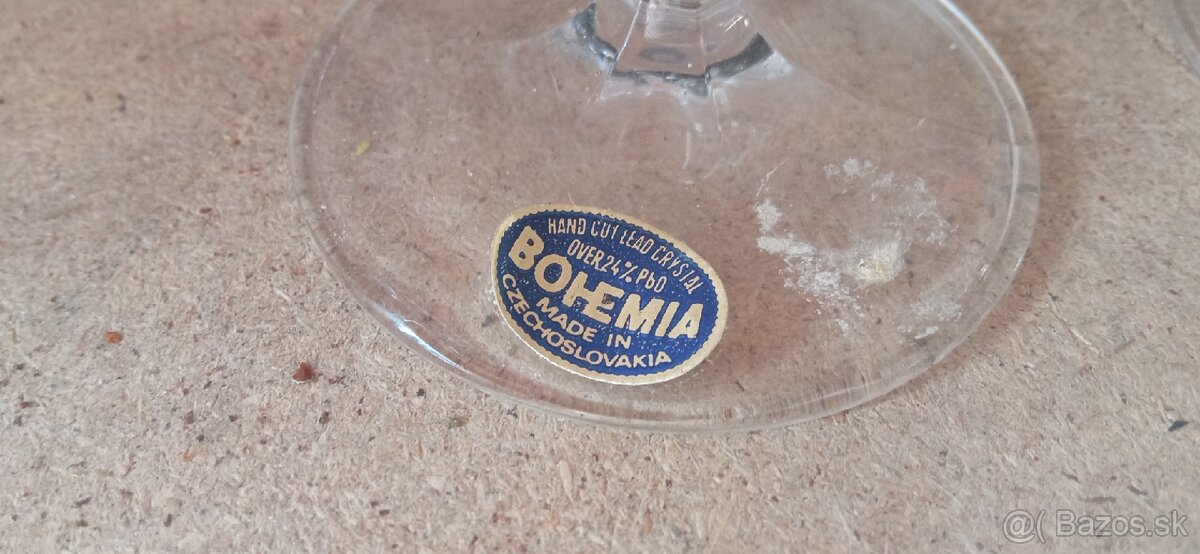 HAND CUT LEAD CRYSTAL
OVER 24% PbO
BOHEMIA
MADE IN
CZECHOSLOVAKIA
@( Bazos.sk